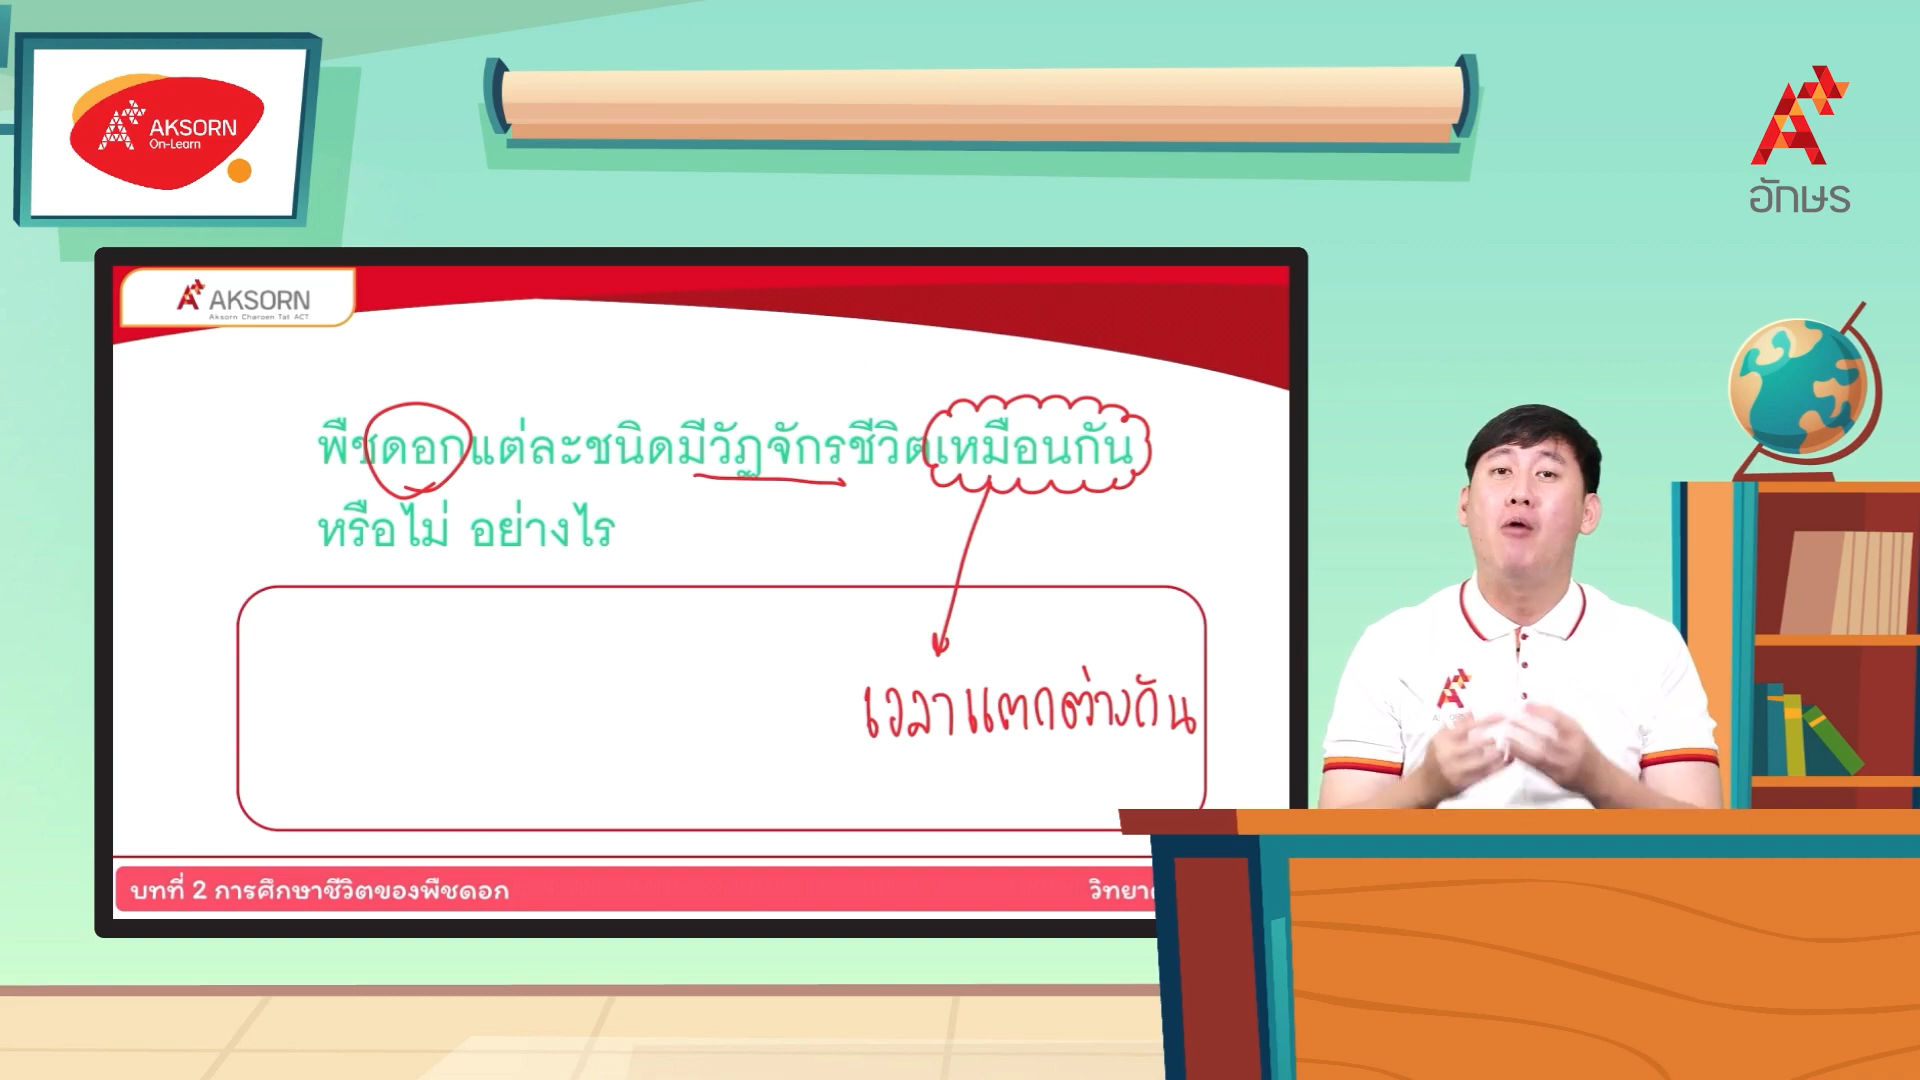 AKSORN
On-Learn
อักษร
AKSORN
Aksorn Charoen Tat ACT
พืชดอกแต่ละชนิดมีวัฏจักรชีวิตเหมือนกัน
หรือไม่ อย่างไร
เวลาแตกต่างกัน
บทที่ 2 การศึกษาชีวิตของพืชดอก